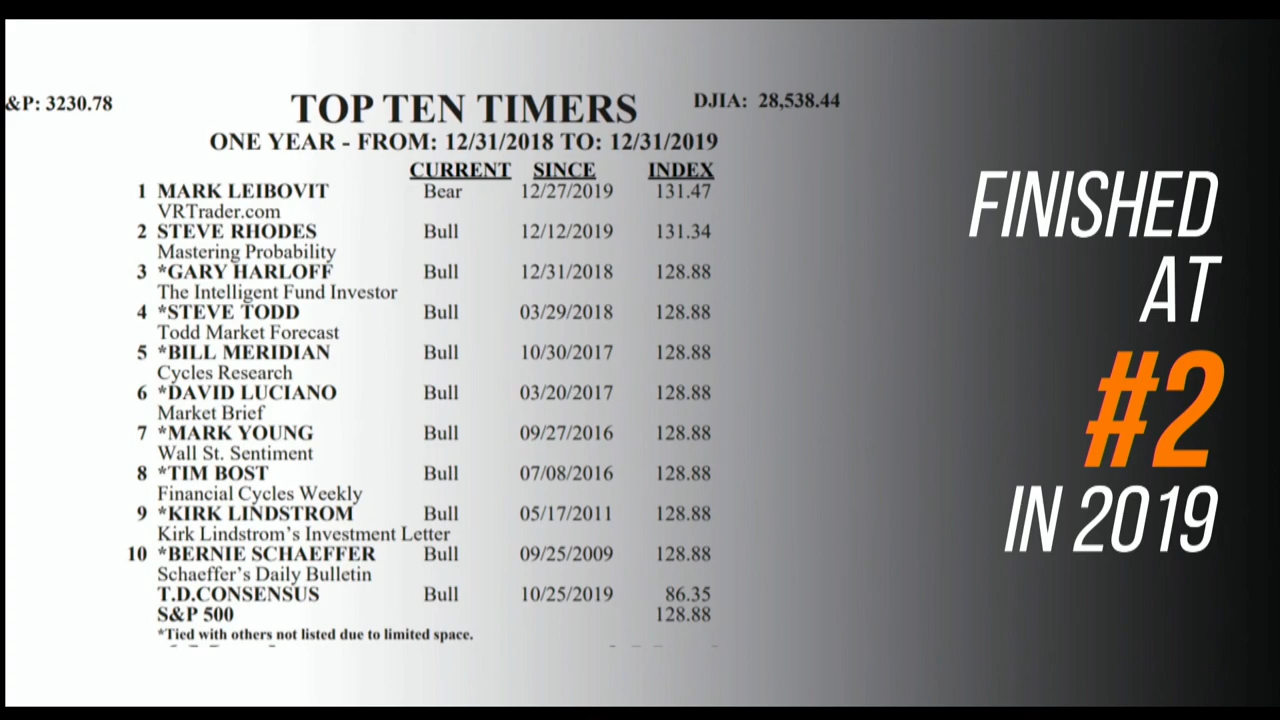 &P: 3230.78
TOP TEN TIMERS
DJIA: 28,538.44
ONE YEAR - FROM: 12/31/2018 TO: 12/31/2019
CURRENT SINCE INDEX
1 MARK LEIBOVIT Bear 12/27/2019 131.47
VRTrader.com
2 STEVE RHODES Bull 12/12/2019 131.34
Mastering Probability
3 *GARY HARLOFF Bull 12/31/2018 128.88
The Intelligent Fund Investor
4 *STEVE TODD Bull 03/29/2018 128.88
Todd Market Forecast
5 *BILL MERIDIAN Bull 10/30/2017 128.88
Cycles Research
6 *DAVID LUCIANO Bull 03/20/2017 128.88
Market Brief
7 *MARK YOUNG Bull 09/27/2016 128.88
Wall St. Sentiment
8 *TIM BOST Bull 07/08/2016 128.88
Financial Cycles Weekly
9 *KIRK LINDSTROM Bull 05/17/2011 128.88
Kirk Lindstrom's Investment Letter
10 *BERNIE SCHAEFFER Bull 09/25/2009 128.88
Schaeffer's Daily Bulletin
T.D.CONSENSUS Bull 10/25/2019 86.35
S&P 500 128.88
*Tied with others not listed due to limited space.
FINISHED
AT
#2
IN 2019